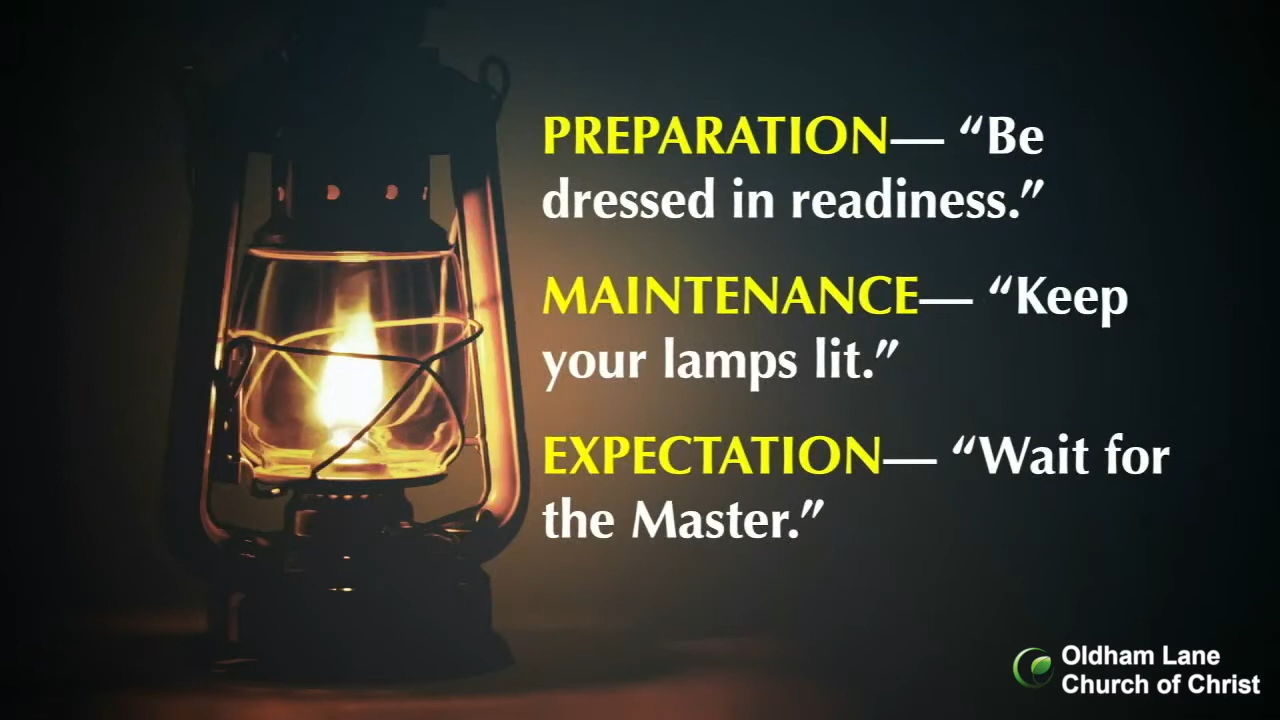 PREPARATION— “Be
dressed in readiness.”
MAINTENANCE— “Keep
your lamps lit.”
EXPECTATION— “Wait for
the Master.”
Oldham Lane
Church of Christ